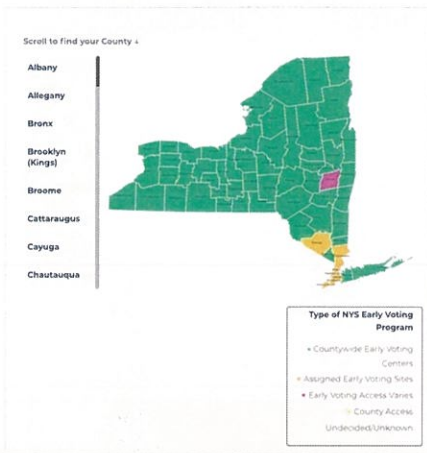 Scroll to find your County ↓
Albany
Allegany
Bronx
Brooklyn
(Kings)
Broome
Cattaraugus
Cayuga
Chautauqua
Type of NYS Early Voting
Program
• Countywide Early Voting
Centers
• Assigned Early Voting Sites
• Early Voting Access Varies
• County Access
Undecided/Unknown